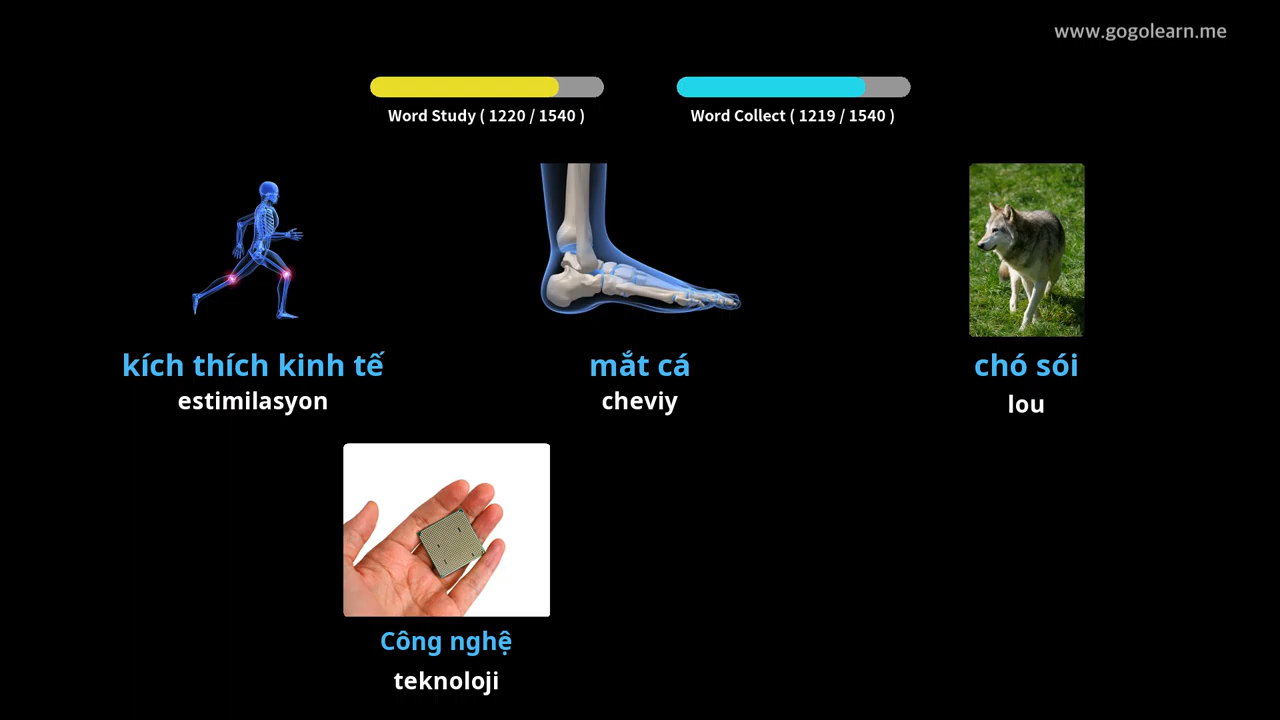 www.gogolearn.me
Word Study ( 1220 / 1540 )
Word Collect ( 1219 / 1540 )
kích thích kinh tế
estimilasyon
mắt cá
cheviy
chó sói
lou
Công nghệ
teknoloji